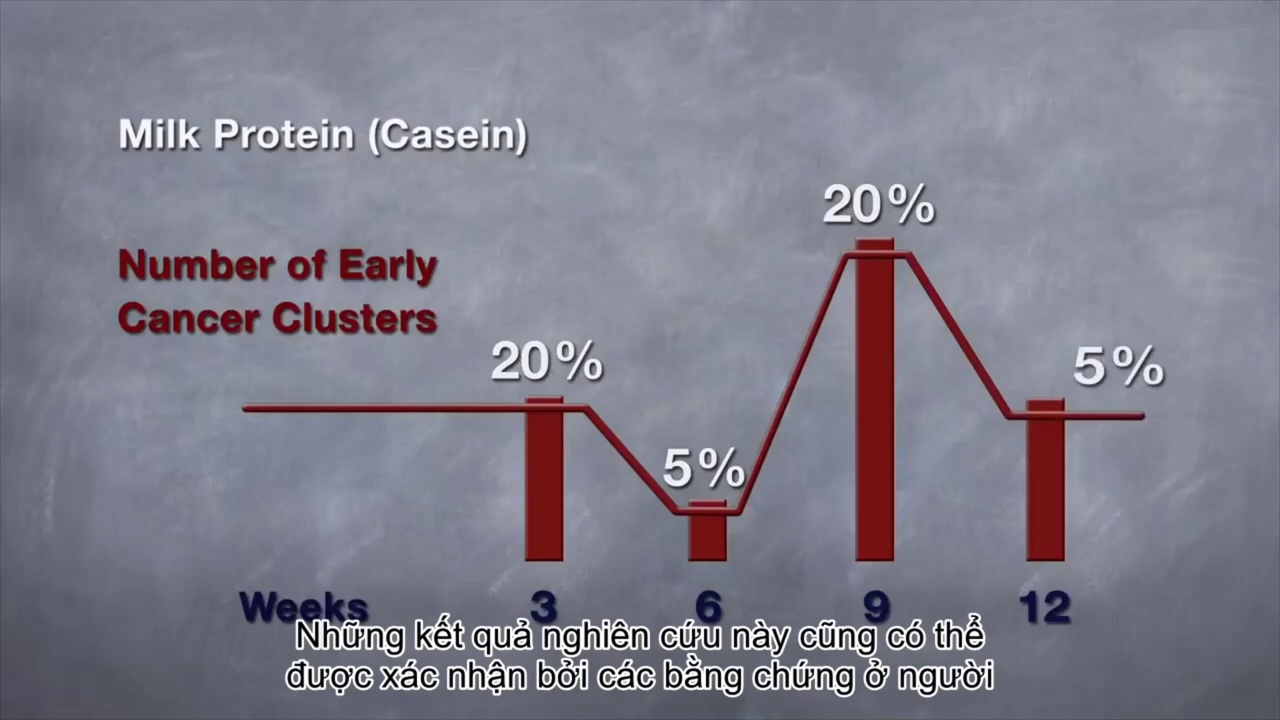 Milk Protein (Casein)
20%
Number of Early
Cancer Clusters
20%
5%
5%
Weeks 3 6 9 12
Những kết quả nghiên cứu này cũng có thể
được xác nhận bởi các bằng chứng ở người